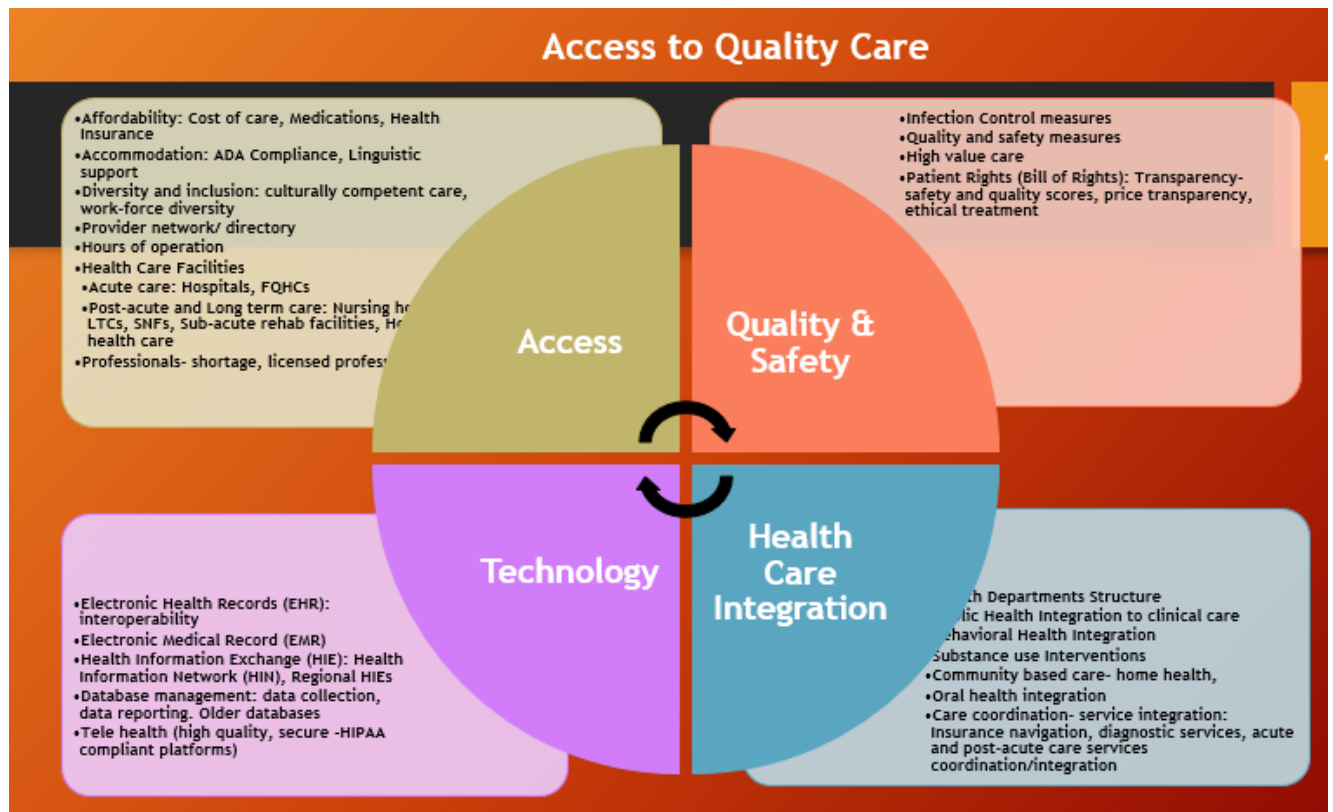 Access to Quality Care
•Affordability: Cost of care, Medications, Health
Insurance
•Accommodation: ADA Compliance, Linguistic
support
•Diversity and inclusion: culturally competent care,
work-force diversity
•Provider network/ directory
•Hours of operation
•Health Care Facilities
•Acute care: Hospitals, FQHCs
•Post-acute and Long term care: Nursing
LTCs, SNFs, Sub-acute rehab facilities,
health care
•Professionals- shortage, licensed
Access
•Infection Control measures
•Quality and safety measures
•High value care
•Patient Rights (Bill of Rights): Transparency-
safety and quality scores, price transparency,
ethical treatment
Quality &
Safety
Technology
•Electronic Health Records (EHR):
interoperability
•Electronic Medical Record (EMR)
•Health Information Exchange (HIE): Health
Information Network (HIN), Regional HIEs
•Database management: data collection,
data reporting. Older databases
•Tele health (high quality, secure -HIPAA
compliant platforms)
Health
Care
Integration
Departments Structure
Health Integration to clinical care
Behavioral Health Integration
Substance use Interventions
•Community based care- home health,
•Oral health integration
•Care coordination- service integration:
Insurance navigation, diagnostic services, acute
and post-acute care services
coordination/integration